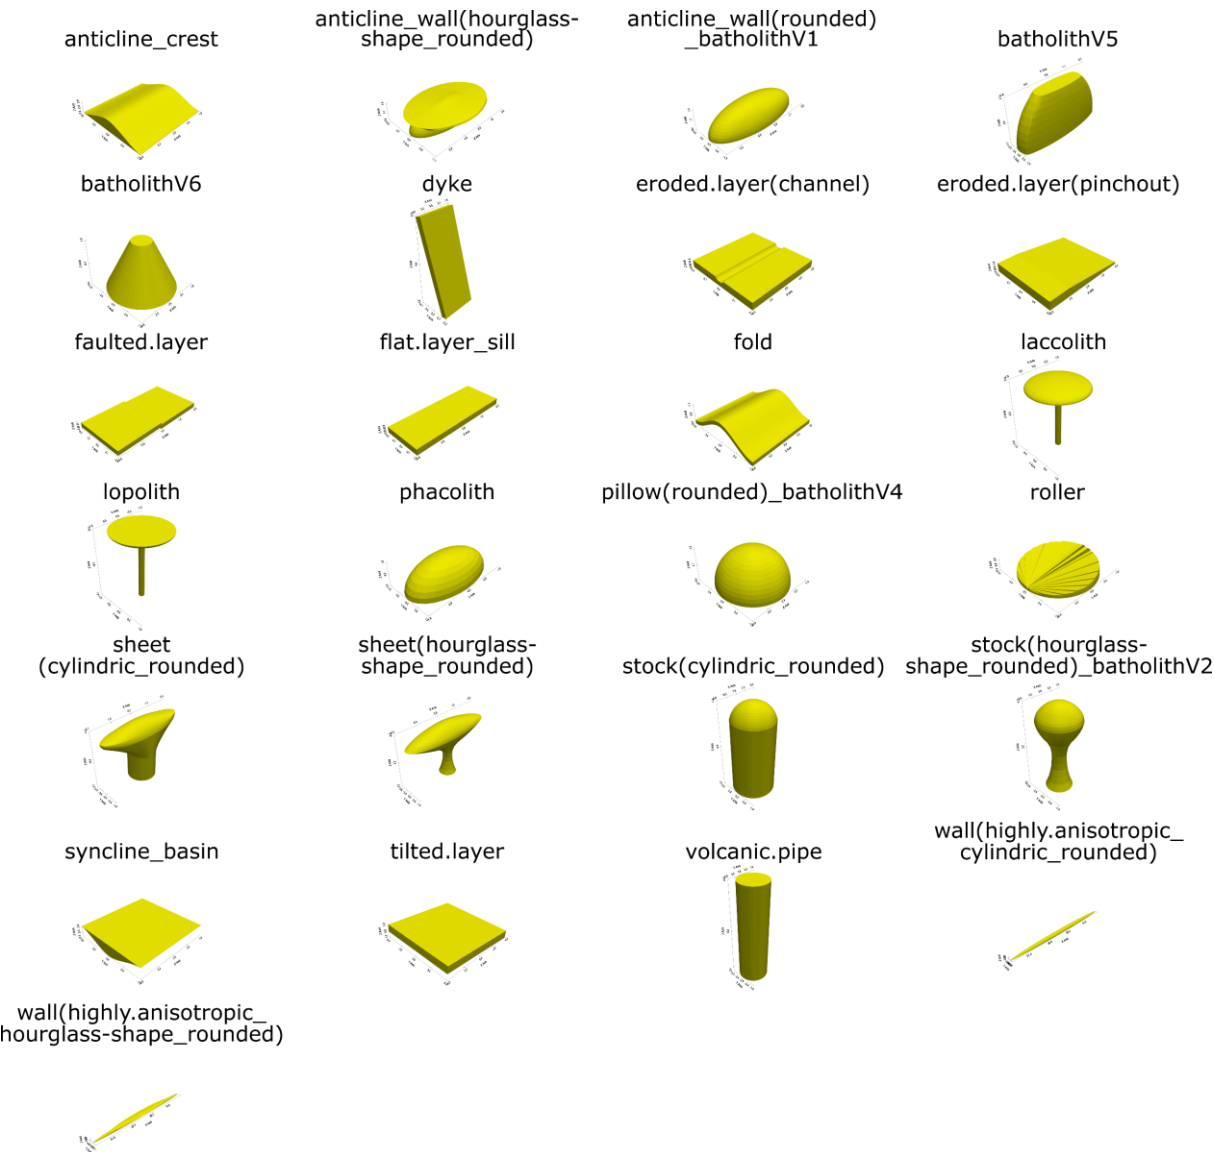 anticline_crest
anticline_wall(hourglass-
shape_rounded)
anticline_wall(rounded)
_batholithV1
batholithV5
batholithV6
dyke
eroded.layer(channel)
eroded.layer(pinchout)
faulted.layer
flat.layer_sill
fold
laccolith
lopolith
phacolith
pillow(rounded)_batholithV4
roller
sheet
(cylindric_rounded)
sheet(hourglass-
shape_rounded)
stock(cylindric_rounded)
stock(hourglass-
shape_rounded)_batholithV2
syncline_basin
tilted.layer
volcanic.pipe
wall(highly.anisotropic_
cylindric_rounded)
wall(highly.anisotropic_
hourglass-shape_rounded)